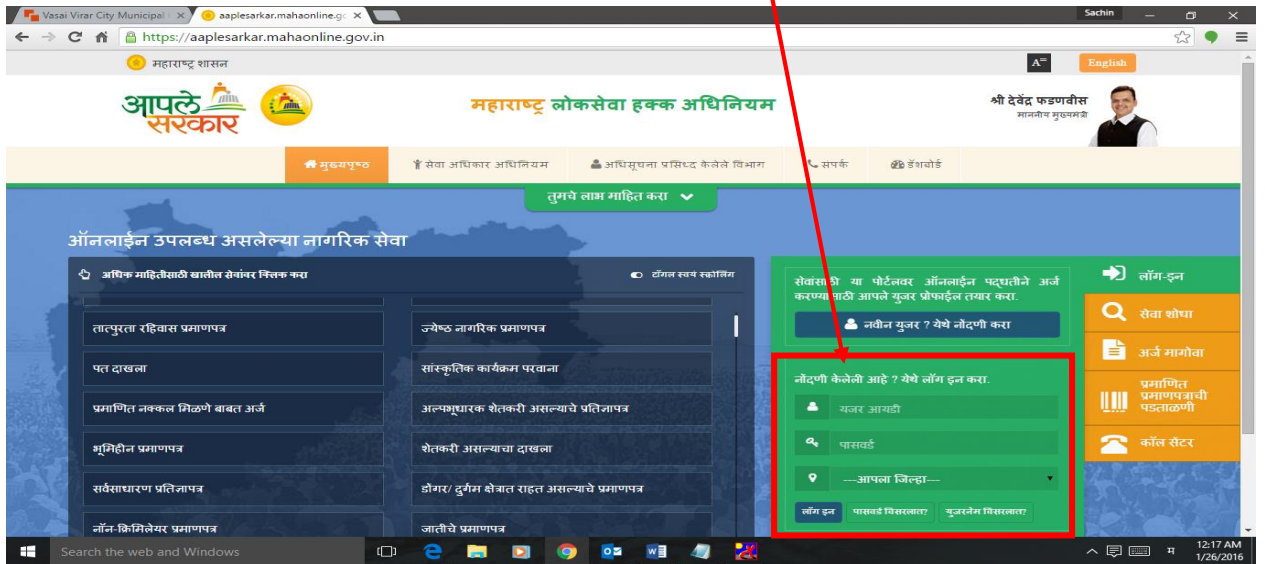 Vasai Virar City Municipal
aaplesarkar.mahaonline.gc
Sachin
https://aaplesarkar.mahaonline.gov.in
महाराष्ट्र शासन
A=
English
आपले सरकार
महाराष्ट्र लोकसेवा हक्क अधिनियम
श्री देवेंद्र फडणवीस
माननीय मुख्यमंत्री
मुख्यपृष्ठ
सेवा अधिकार अधिनियम
अधिसूचना प्रसिध्द केलेले विभाग
संपर्क
डॅशबोर्ड
तुमचे लाभ माहित करा
ऑनलाईन उपलब्ध असलेल्या नागरिक सेवा
अधिक माहितीसाठी खालील सेवांवर क्लिक करा
टॉगल स्वयं स्क्रोलिंग
तात्पुरता रहिवास प्रमाणपत्र
ज्येष्ठ नागरिक प्रमाणपत्र
पत दाखला
सांस्कृतिक कार्यक्रम परवाना
प्रमाणित नक्कल मिळणे बाबत अर्ज
अल्पभूधारक शेतकरी असल्याचे प्रतिज्ञापत्र
भूमिहीन प्रमाणपत्र
शेतकरी असल्याचा दाखला
सर्वसाधारण प्रतिज्ञापत्र
डोंगर/ दुर्गम क्षेत्रात राहत असल्याचे प्रमाणपत्र
नॉन-क्रिमिलेयर प्रमाणपत्र
जातीचे प्रमाणपत्र
सेवांसाठी या पोर्टलवर ऑनलाईन पद्धतीने अर्ज
करण्यासाठी आपले युजर प्रोफाईल तयार करा.
नवीन युजर ? येथे नोंदणी करा
नोंदणी केलेली आहे ? येथे लॉग इन करा.
यजर आयडी
पासवर्ड
---आपला जिल्हा---
लॉग इन
पासवर्ड विसरलात?
युजरनेम विसरलात?
लॉग-इन
सेवा शोधा
अर्ज मागोवा
प्रमाणित
प्रमाणपत्राची
पडताळणी
कॉल सेंटर
Search the web and Windows
म
12:17 AM
1/26/2016